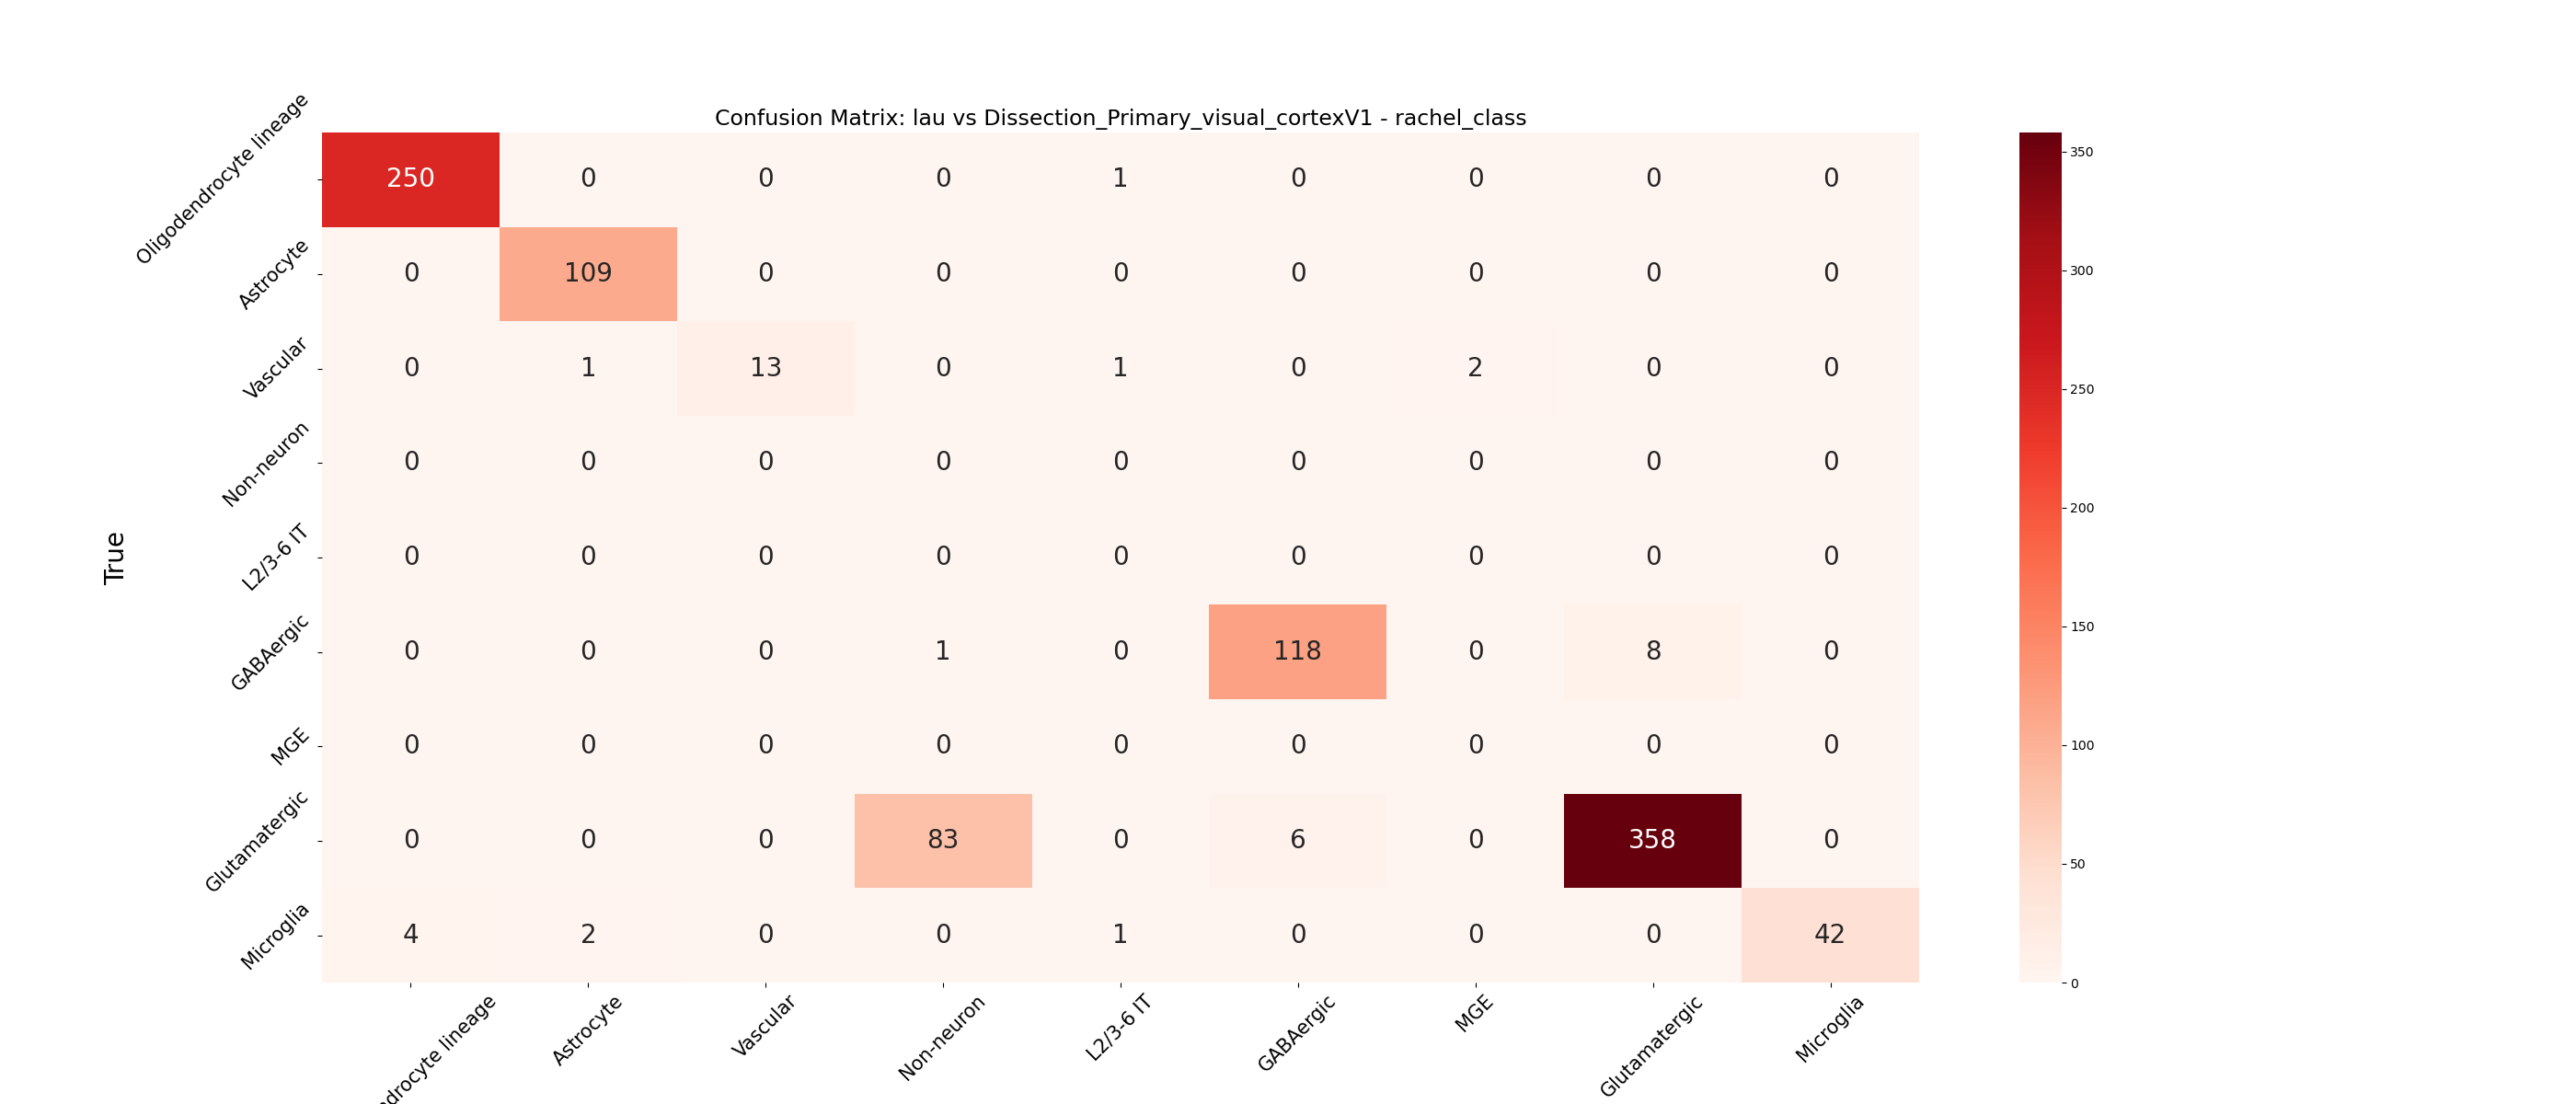 Confusion Matrix: lau vs Dissection_Primary_visual_cortexV1 - rachel_class
True
Oligodendrocyte lineage 250 0 0 0 1 0 0 0 0
Astrocyte 0 109 0 0 0 0 0 0 0
Vascular 0 1 13 0 1 0 2 0 0
Non-neuron 0 0 0 0 0 0 0 0 0
L2/3-6 IT 0 0 0 0 0 0 0 0 0
GABAergic 0 0 0 1 0 118 0 8 0
MGE 0 0 0 0 0 0 0 0 0
Glutamatergic 0 0 0 83 0 6 0 358 0
Microglia 4 2 0 0 1 0 0 0 42
ndrocyte lineage Astrocyte Vascular Non-neuron L2/3-6 IT GABAergic MGE Glutamatergic Microglia
350
300
250
200
150
100
50
0